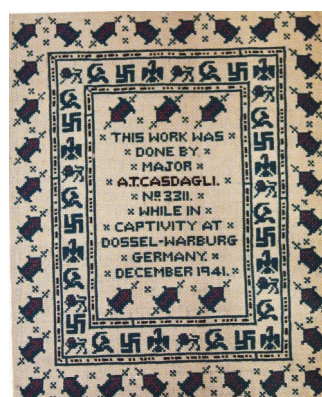 THIS WORK WAS
DONE BY
MAJOR
A.T.CASDAGLI.
Nº 3311.
WHILE IN
CAPTIVITY AT
DOSSEL-WARBURG
GERMANY.
DECEMBER 1941.